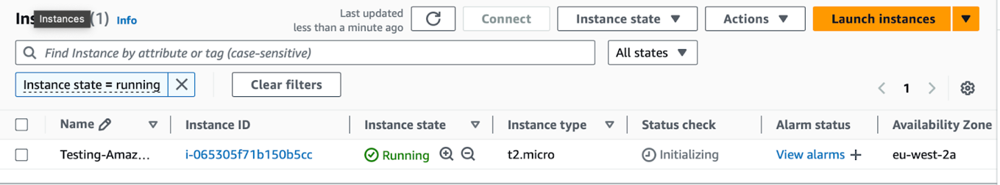 Ins Instances (1) Info
Last updated
less than a minute ago
Connect
Instance state
Actions
Launch instances
Find Instance by attribute or tag (case-sensitive)
All states
Instance state = running
Clear filters
1
Name Instance ID Instance state Instance type Status check Alarm status Availability Zone
Testing-Amaz... i-065305f71b150b5cc Running t2.micro Initializing View alarms + eu-west-2a